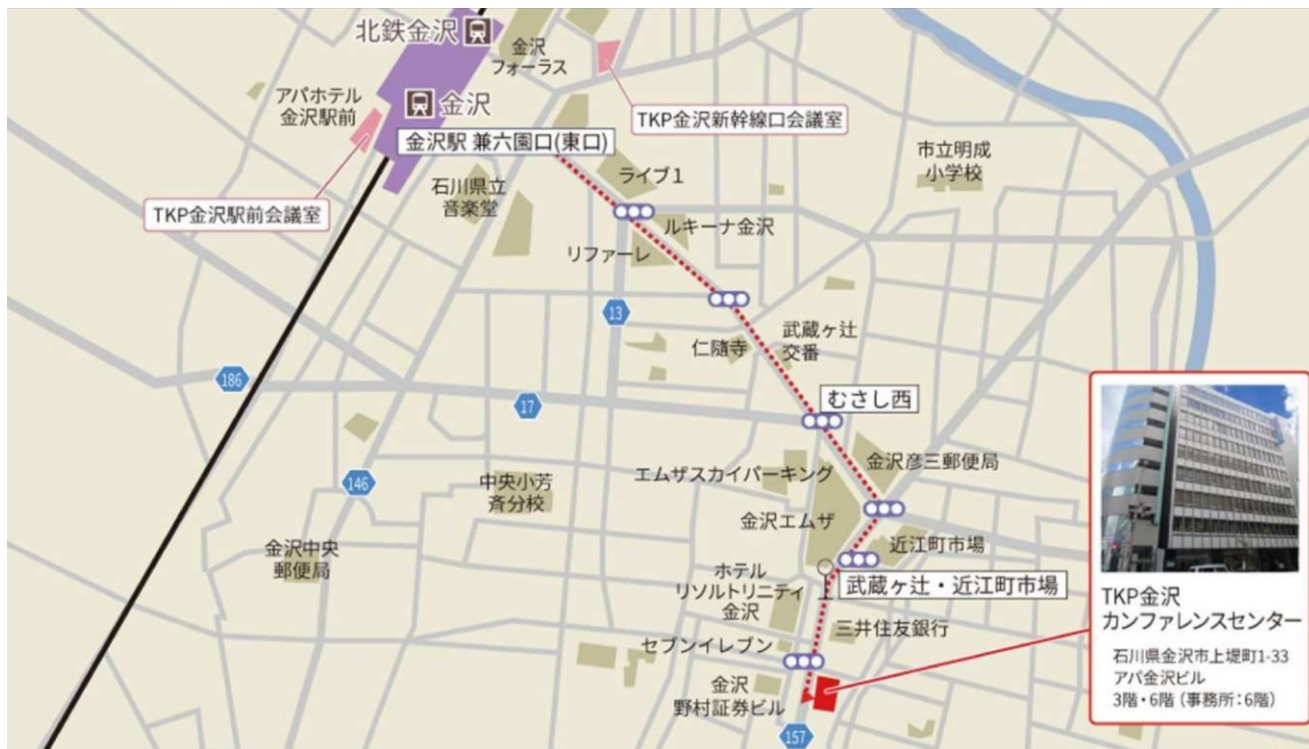 北鉄金沢
金沢
フォーラス
アパホテル
金沢駅前
金沢
TKP金沢新幹線口会議室
金沢駅 兼六園口(東口)
市立明成
小学校
ライブ1
石川県立
音楽堂
TKP金沢駅前会議室
ルキーナ金沢
リファーレ
13
武蔵ヶ辻
交番
仁随寺
186
17
むさし西
金沢彦三郵便局
エムザスカイパーキング
中央小芳
斉分校
146
金沢エムザ
近江町市場
金沢中央
郵便局
ホテル
リソルトリニティ
金沢
武蔵ヶ辻・近江町市場
三井住友銀行
セブンイレブン
金沢
野村証券ビル
157
TKP金沢
カンファレンスセンター
石川県金沢市上堤町1-33
アパ金沢ビル
3階・6階 (事務所:6階)